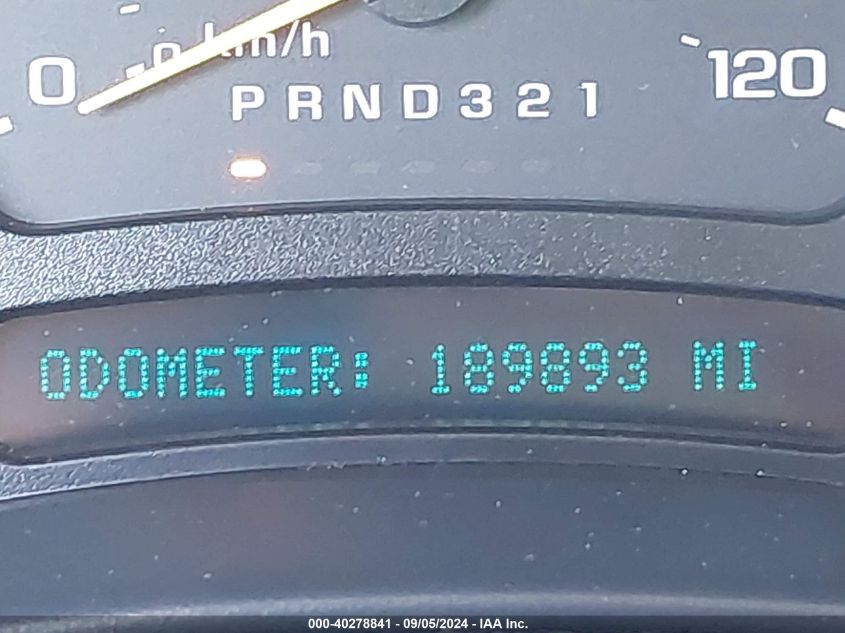 km/h
0 120
PRND321
ODOMETER: 189893 MI
000-40278841 - 09/05/2024 - IAA Inc.